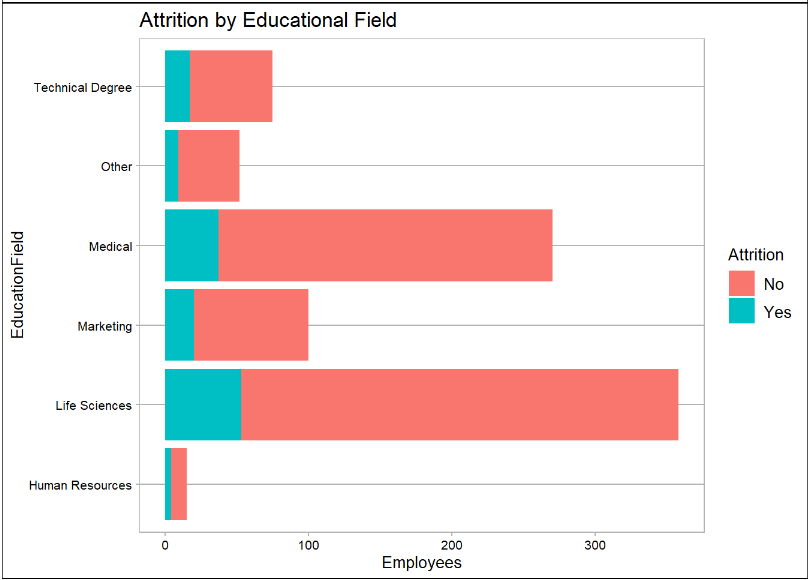 Attrition by Educational Field
Technical Degree
Other
Medical
Marketing
Life Sciences
Human Resources
EducationField
0 100 200 300
Employees
Attrition
No
Yes